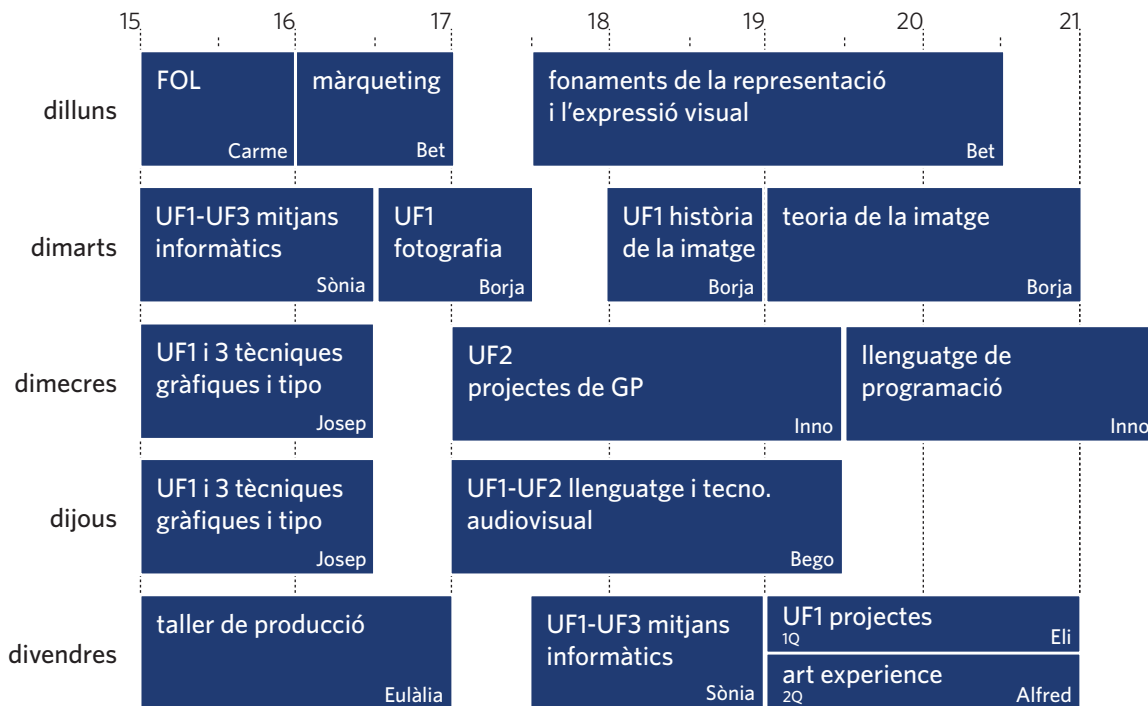 15 16 17 18 19 20 21
dilluns
FOL
Carme
màrqueting
Bet
fonaments de la representació
i l'expressió visual
Bet
dimarts
UF1-UF3 mitjans
informàtics
Sònia
UF1
fotografia
Borja
UF1 història
de la imatge
Borja
teoria de la imatge
Borja
dimecres
UF1 i 3 tècniques
gràfiques i tipo
Josep
UF2
projectes de GP
Inno
llenguatge de
programació
Inno
dijous
UF1 i 3 tècniques
gràfiques i tipo
Josep
UF1-UF2 llenguatge i tecno.
audiovisual
Bego
divendres
taller de producció
Eulàlia
UF1-UF3 mitjans
informàtics
Sònia
UF1 projectes
1Q
Eli
art experience
2Q
Alfred